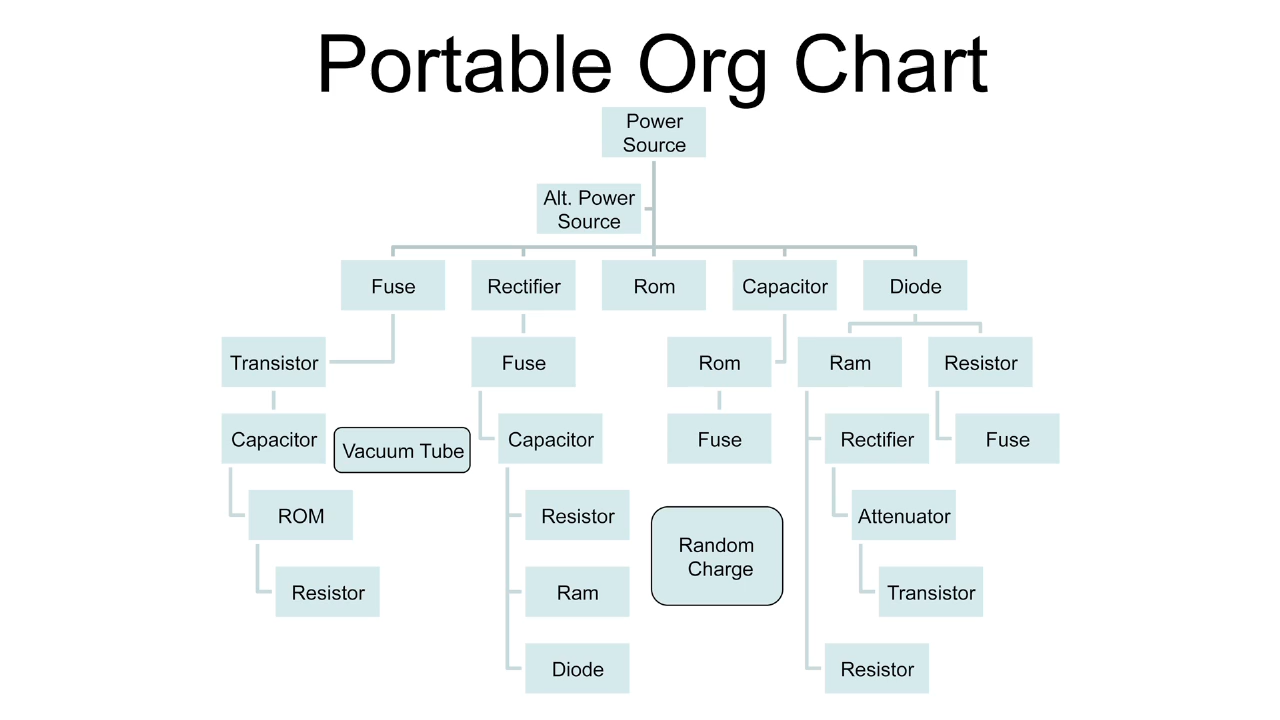 Portable Org Chart
Power
Source
Alt. Power
Source
Fuse
Rectifier
Rom
Capacitor
Diode
Transistor
Fuse
Rom
Ram
Resistor
Capacitor
Vacuum Tube
Capacitor
Fuse
Rectifier
Fuse
ROM
Resistor
Random
Charge
Attenuator
Resistor
Ram
Transistor
Diode
Resistor